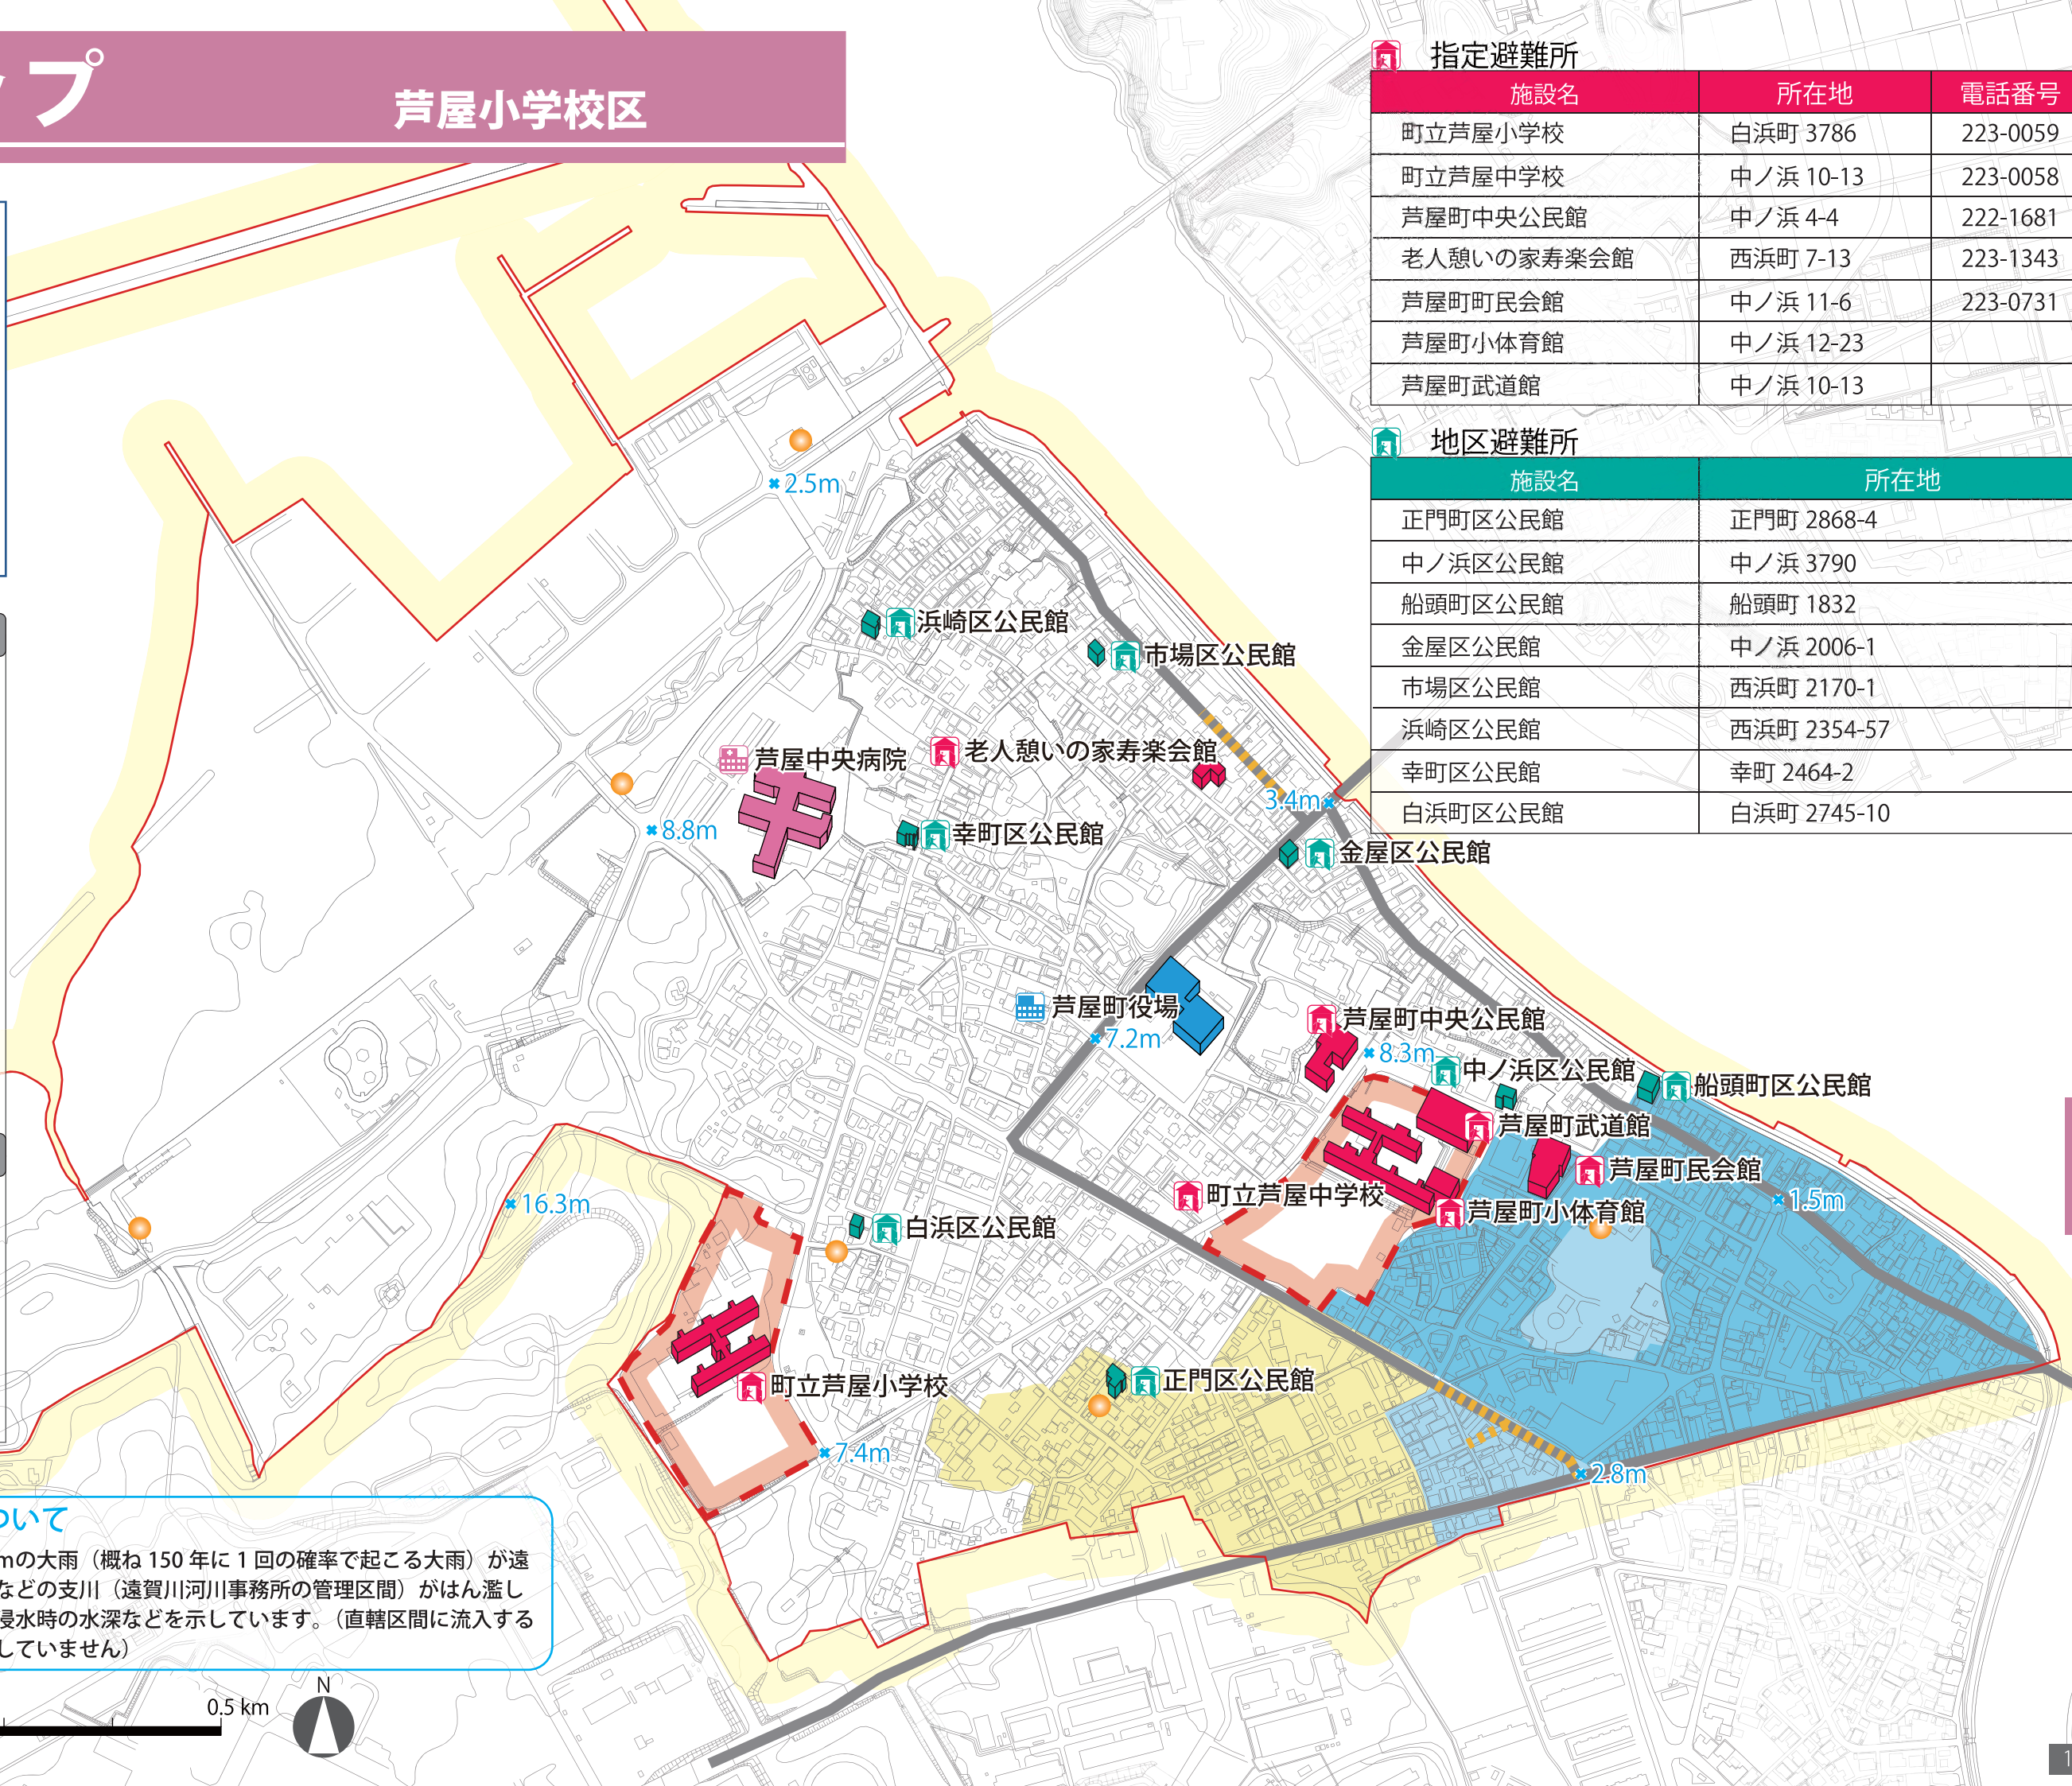 ップ
芦屋小学校区
指定避難所
施設名 所在地 電話番号
町立芦屋小学校 白浜町 3786 223-0059
町立芦屋中学校 中ノ浜 10-13 223-0058
芦屋町中央公民館 中ノ浜 4-4 222-1681
老人憩いの家寿楽会館 西浜町 7-13 223-1343
芦屋町町民会館 中ノ浜 11-6 223-0731
芦屋町小体育館 中ノ浜 12-23
芦屋町武道館 中ノ浜 10-13
地区避難所
施設名 所在地
正門町区公民館 正門町 2868-4
中ノ浜区公民館 中ノ浜 3790
船頭町区公民館 船頭町 1832
金屋区公民館 中ノ浜 2006-1
市場区公民館 西浜町 2170-1
浜崎区公民館 西浜町 2354-57
幸町区公民館 幸町 2464-2
白浜町区公民館 白浜町 2745-10
2.5m
浜崎区公民館
市場区公民館
芦屋中央病院
老人憩いの家寿楽会館
3.4m
8.8m
幸町区公民館
金屋区公民館
芦屋町役場
7.2m
芦屋町中央公民館
8.3m
中ノ浜区公民館
船頭町区公民館
芦屋町武道館
芦屋町民会館
町立芦屋中学校
芦屋町小体育館
1.5m
16.3m
白浜区公民館
町立芦屋小学校
正門区公民館
7.4m
2.8m
ついて
mの大雨（概ね 150 年に 1 回の確率で起こる大雨）が遠
などの支川（遠賀川河川事務所の管理区間）がはん濫し
浸水時の水深などを示しています。（直轄区間に流入する
していません）
0.5 km
N
1